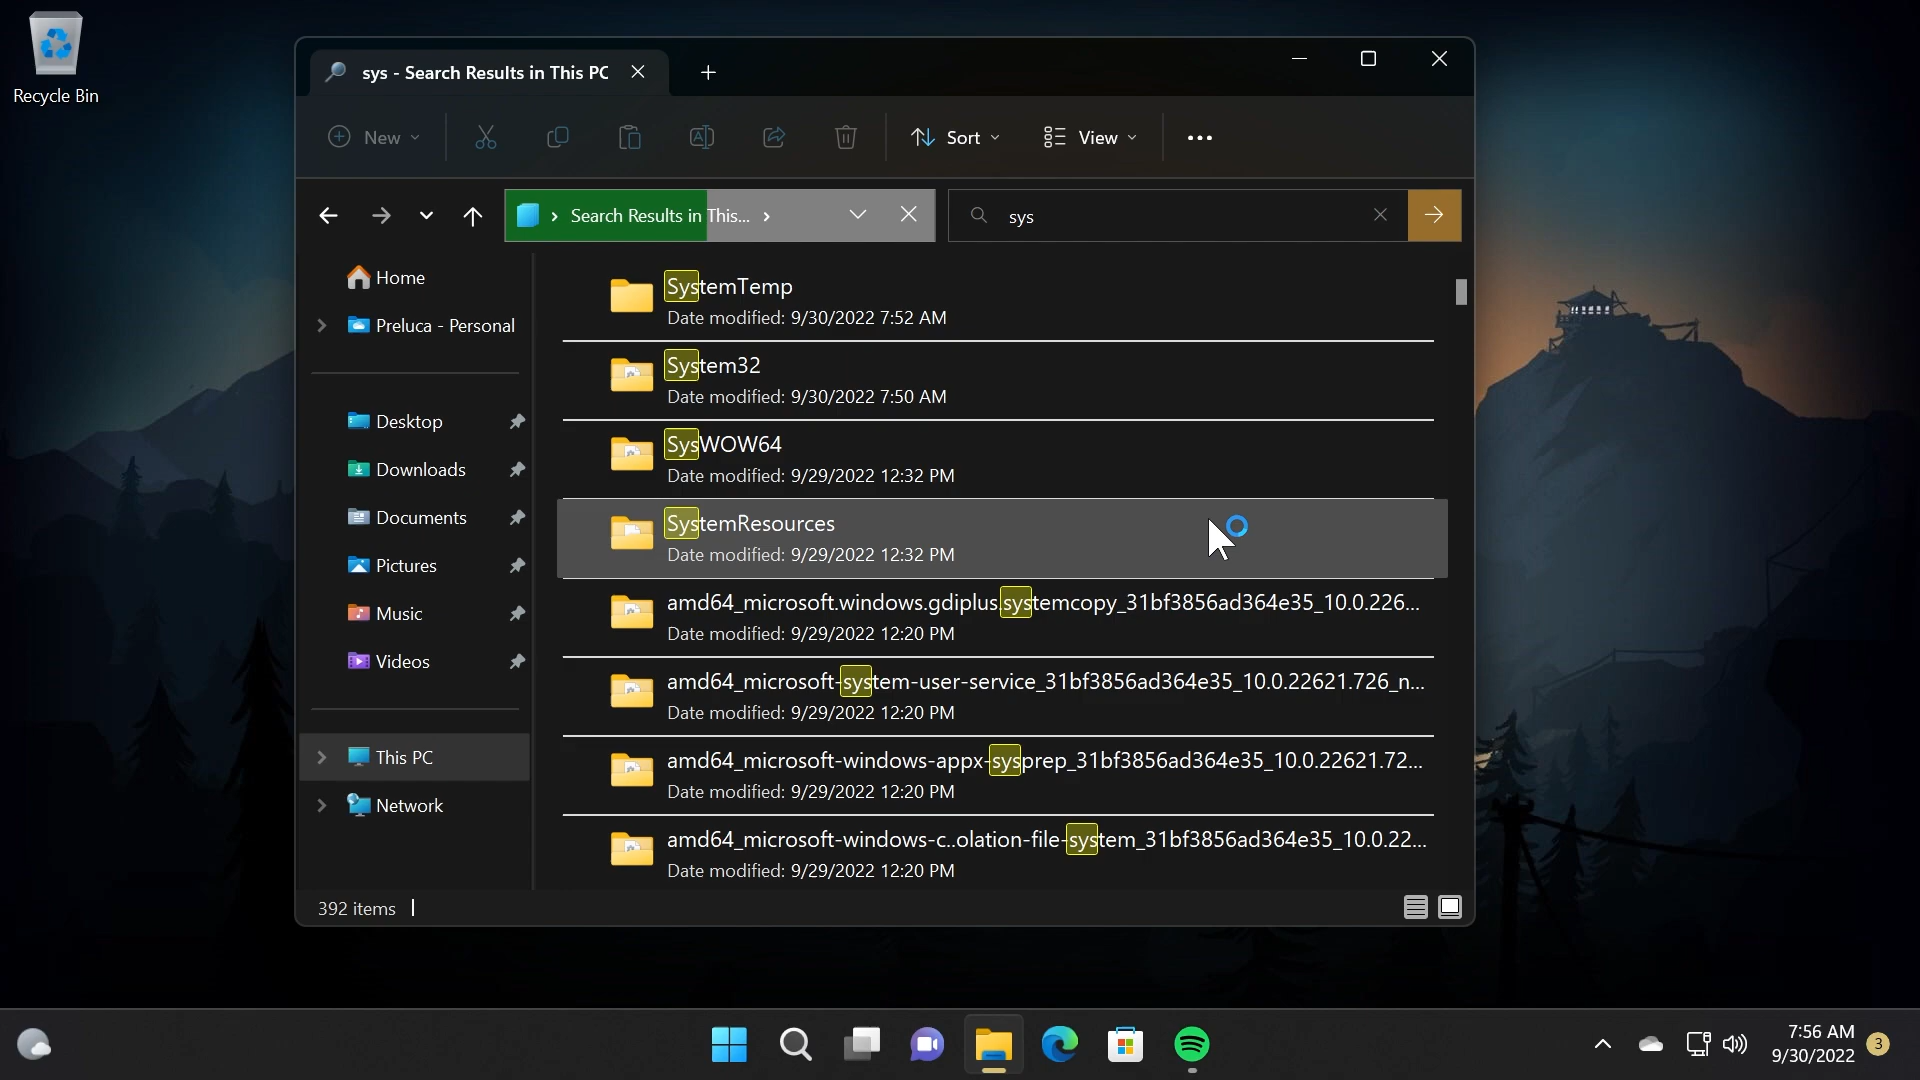 Recycle Bin
sys - Search Results in This PC
New
Sort
View
Search Results in This...
sys
Home
Preluca - Personal
Desktop
Downloads
Documents
Pictures
Music
Videos
This PC
Network
SystemTemp
Date modified: 9/30/2022 7:52 AM
System32
Date modified: 9/30/2022 7:50 AM
SysWOW64
Date modified: 9/29/2022 12:32 PM
SystemResources
Date modified: 9/29/2022 12:32 PM
amd64_microsoft.windows.gdiplus.systemcopy_31bf3856ad364e35_10.0.226...
Date modified: 9/29/2022 12:20 PM
amd64_microsoft-system-user-service_31bf3856ad364e35_10.0.22621.726_n...
Date modified: 9/29/2022 12:20 PM
amd64_microsoft-windows-appx-sysprep_31bf3856ad364e35_10.0.22621.72...
Date modified: 9/29/2022 12:20 PM
amd64_microsoft-windows-c..olation-file-system_31bf3856ad364e35_10.0.22...
Date modified: 9/29/2022 12:20 PM
392 items
7:56 AM
9/30/2022
3